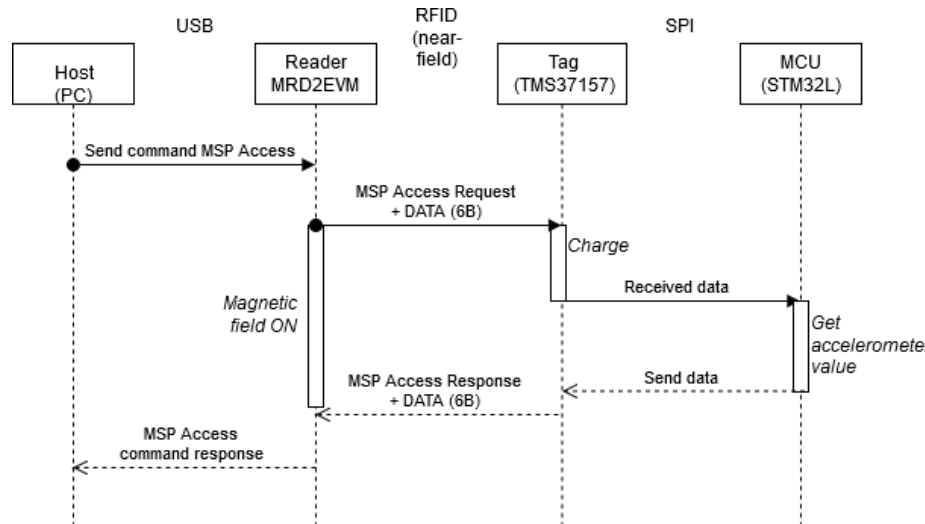 USB
RFID
(near-
field)
SPI
Host
(PC)
Reader
MRD2EVM
Tag
(TMS37157)
MCU
(STM32L)
Send command MSP Access
MSP Access Request
+ DATA (6B)
Charge
Received data
Magnetic
field ON
Get
acceleromete
value
Send data
MSP Access Response
+ DATA (6B)
MSP Access
command response